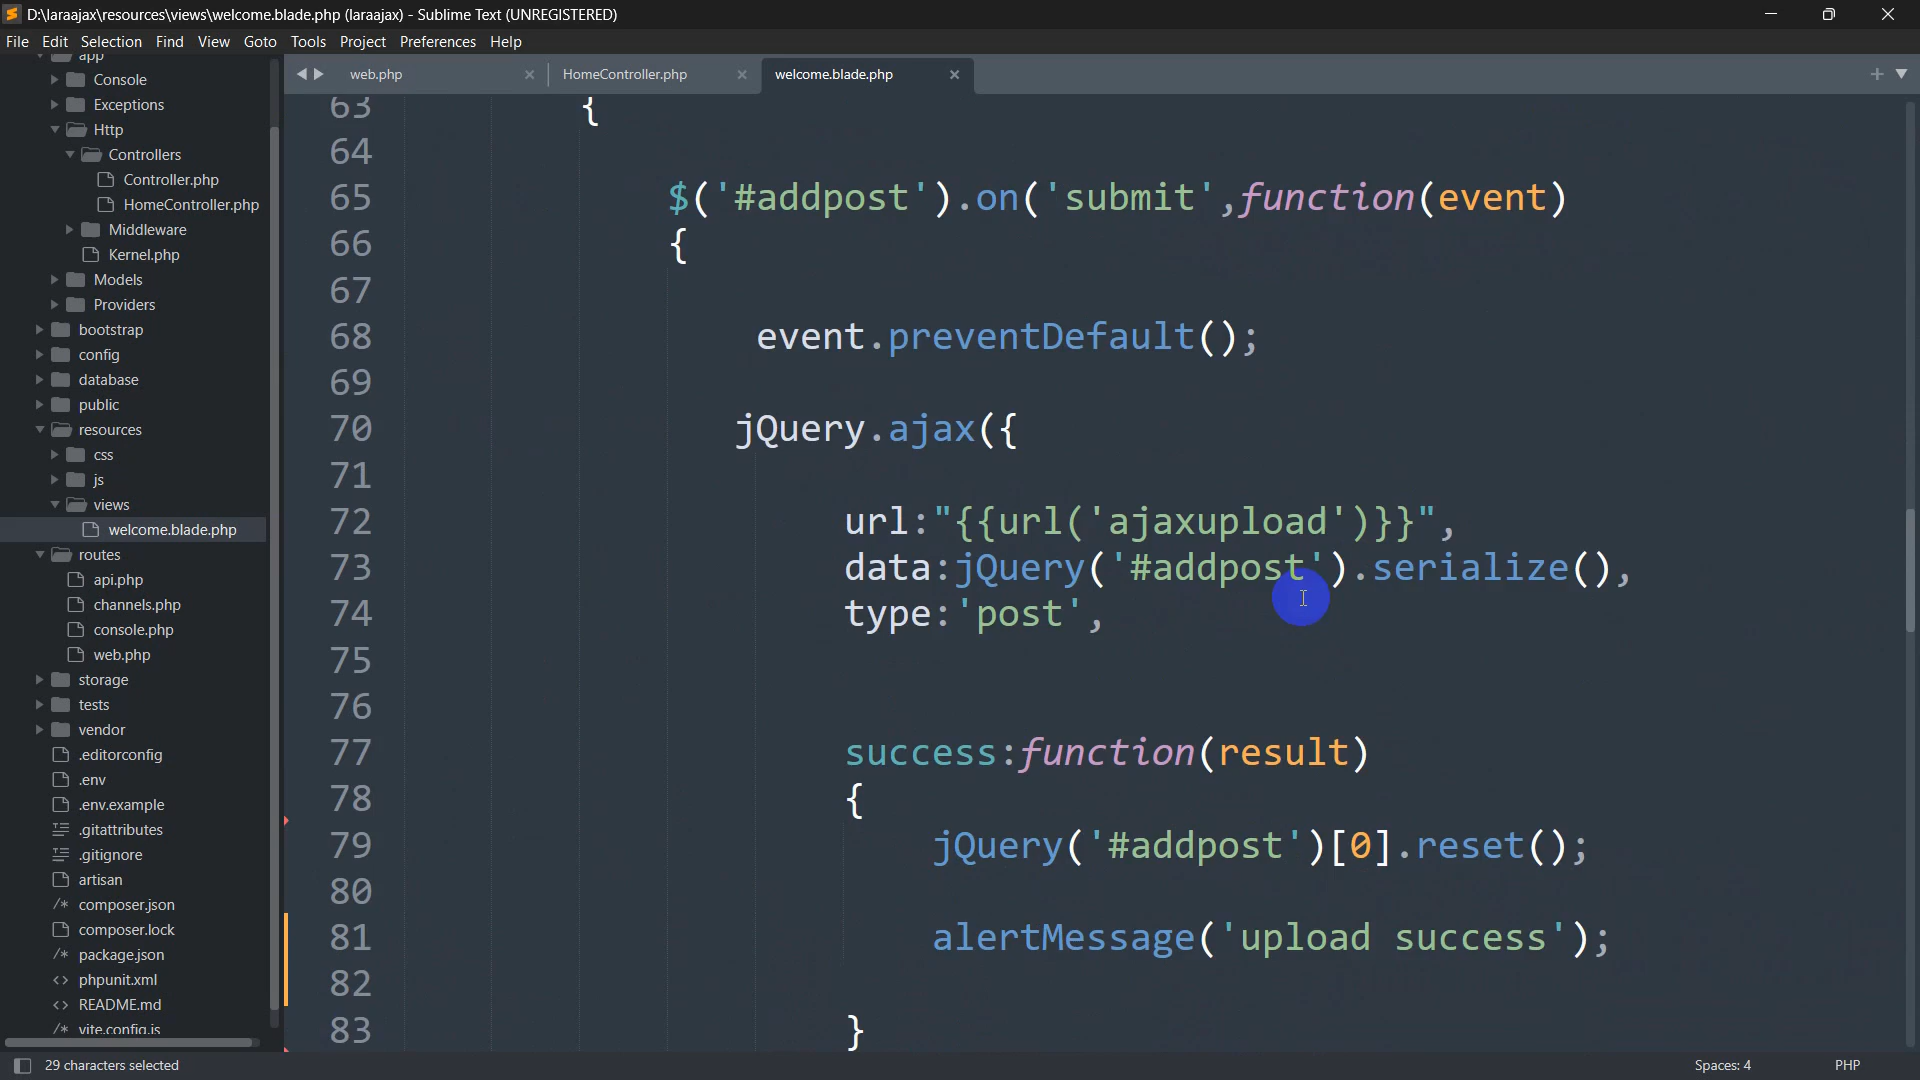 D:\laraajax\resources\views\welcome.blade.php (laraajax) - Sublime Text (UNREGISTERED)
File Edit Selection Find View Goto Tools Project Preferences Help
app
Console
Exceptions
Http
Controllers
Controller.php
HomeController.php
Middleware
Kernel.php
Models
Providers
bootstrap
config
database
public
resources
css
js
views
welcome.blade.php
routes
api.php
channels.php
console.php
web.php
storage
tests
vendor
.editorconfig
.env
.env.example
.gitattributes
.gitignore
artisan
composer.json
composer.lock
package.json
phpunit.xml
README.md
vite.config.js
web.php HomeController.php welcome.blade.php
63 {
64
65 $('#addpost').on('submit',function(event)
66 {
67
68 event.preventDefault();
69
70 jQuery.ajax({
71
72 url:"{{url('ajaxupload')}}",
73 data:jQuery('#addpost').serialize(),
74 type:'post',
75
76
77 success:function(result)
78 {
79 jQuery('#addpost')[0].reset();
80
81 alertMessage('upload success');
82
83 }
29 characters selected Spaces: 4 PHP